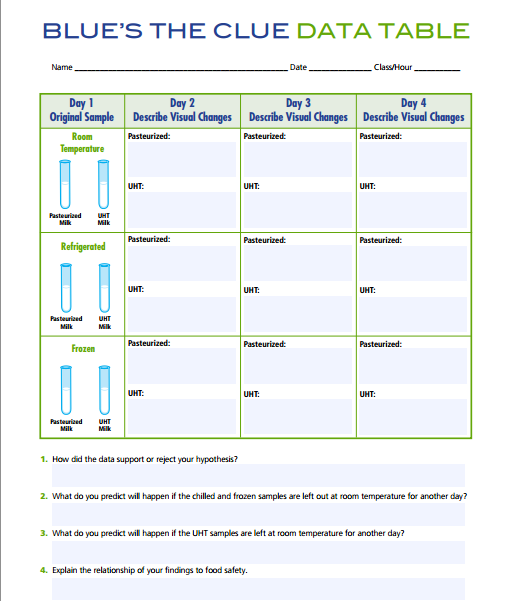 BLUE'S THE CLUE DATA TABLE
Name Date Class/Hour
Day 1 Day 2 Day 3 Day 4
Original Sample Describe Visual Changes Describe Visual Changes Describe Visual Changes
Room Temperature Pasteurized: Pasteurized: Pasteurized:
UHT: UHT: UHT:
Pasteurized Milk UHT Milk
Refrigerated Pasteurized: Pasteurized: Pasteurized:
UHT: UHT: UHT:
Pasteurized Milk UHT Milk
Frozen Pasteurized: Pasteurized: Pasteurized:
UHT: UHT: UHT:
Pasteurized Milk UHT Milk
1. How did the data support or reject your hypothesis?
2. What do you predict will happen if the chilled and frozen samples are left out at room temperature for another day?
3. What do you predict will happen if the UHT samples are left at room temperature for another day?
4. Explain the relationship of your findings to food safety.